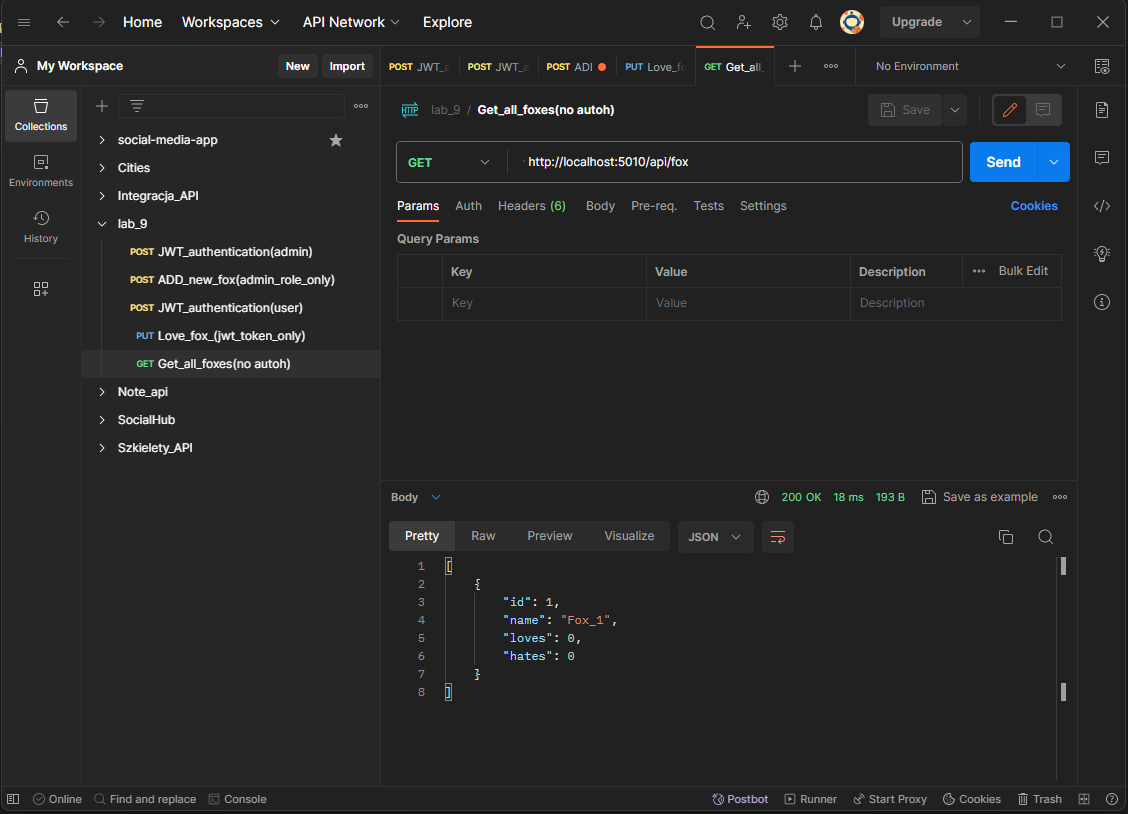 Home Workspaces API Network Explore Upgrade
My Workspace New Import
POST JWT_a POST JWT_a POST ADI PUT Love_fo GET Get_all_ No Environment
Collections
Environments
History
social-media-app
Cities
Integracja_API
lab_9
POST JWT_authentication(admin)
POST ADD_new_fox(admin_role_only)
POST JWT_authentication(user)
PUT Love_fox_(jwt_token_only)
GET Get_all_foxes(no autoh)
Note_api
SocialHub
Szkielety_API
HTTP lab_9 / Get_all_foxes(no autoh) Save
GET http://localhost:5010/api/fox Send
Params Auth Headers (6) Body Pre-req. Tests Settings Cookies
Query Params
Key Value Description Bulk Edit
Key Value Description
Body 200 OK 18 ms 193 B Save as example
Pretty Raw Preview Visualize JSON
1 [
2 {
3 "id": 1,
4 "name": "Fox_1",
5 "loves": 0,
6 "hates": 0
7 }
8 ]
Online Find and replace Console Postbot Runner Start Proxy Cookies Trash